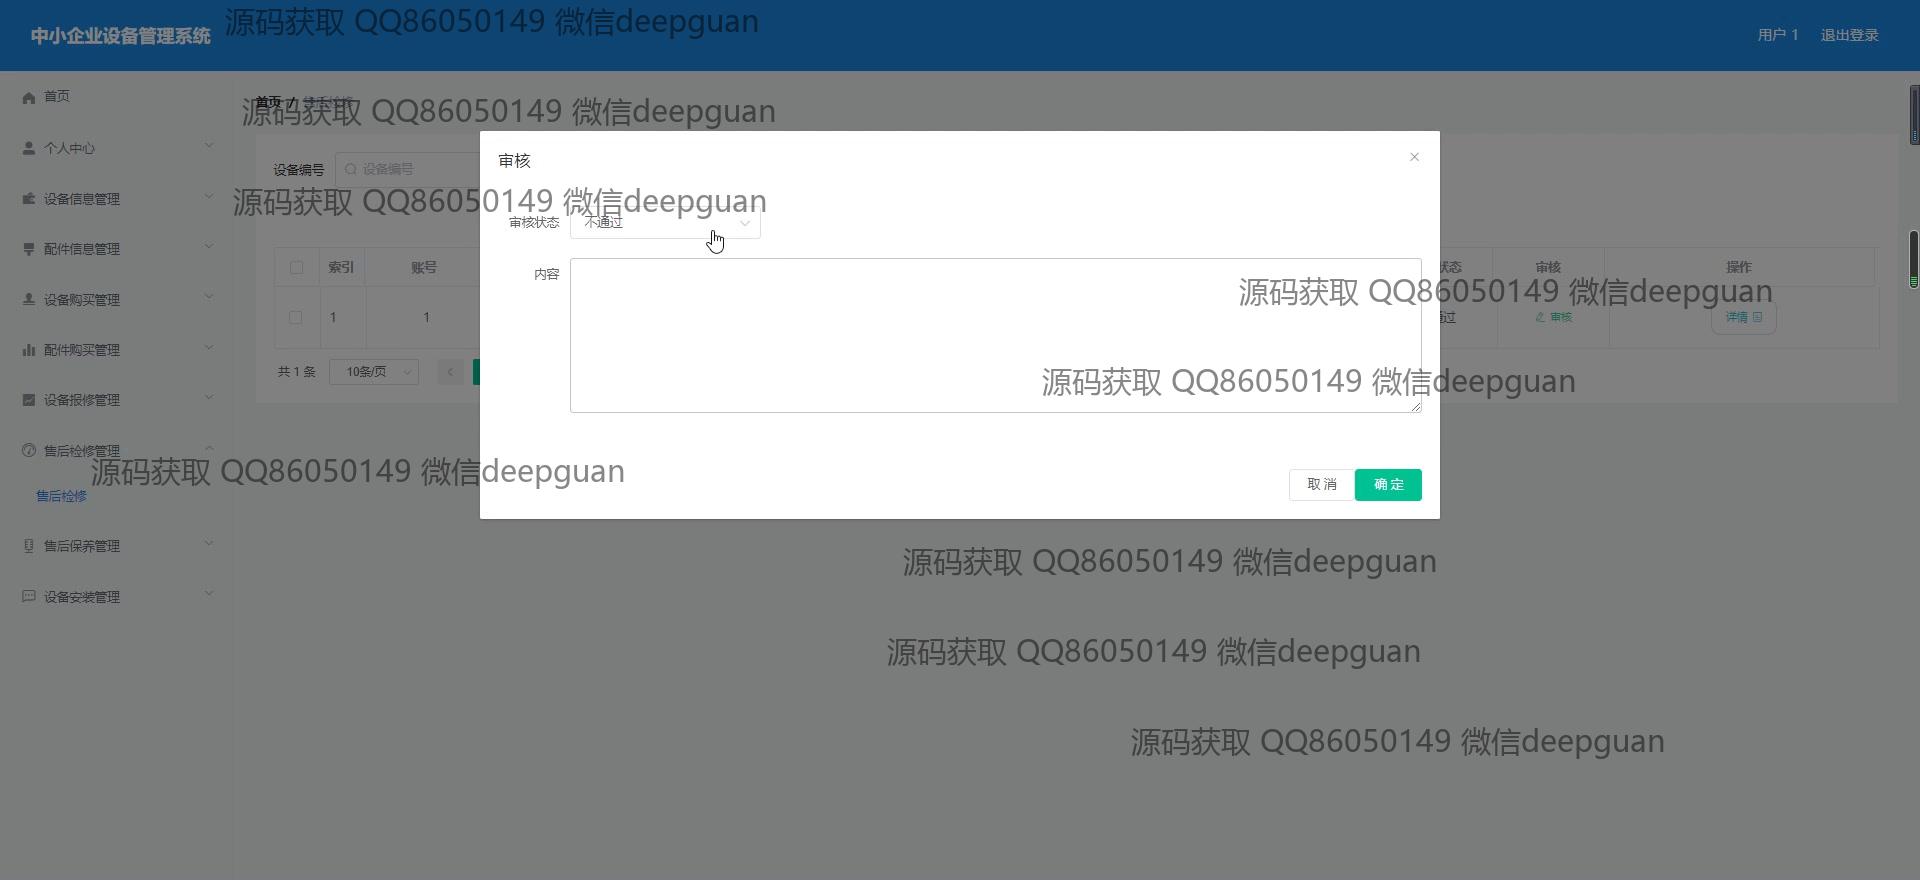 中小企业设备管理系统
源码获取 QQ86050149 微信deepguan
用户 1
退出登录
首页
个人中心
设备信息管理
配件信息管理
设备购买管理
配件购买管理
设备报修管理
售后检修管理
售后检修
售后保养管理
设备安装管理
首页 / 售后检修
源码获取 QQ86050149 微信deepguan
设备编号
设备编号
审核
源码获取 QQ86050149 微信deepguan
审核状态
不通过
内容
索引
账号
状态
审核
操作
源码获取 QQ86050149 微信deepguan
1
1
过
审核
详情
共 1 条
10条/页
源码获取 QQ86050149 微信deepguan
源码获取 QQ86050149 微信deepguan
取消
确定
源码获取 QQ86050149 微信deepguan
源码获取 QQ86050149 微信deepguan
源码获取 QQ86050149 微信deepguan